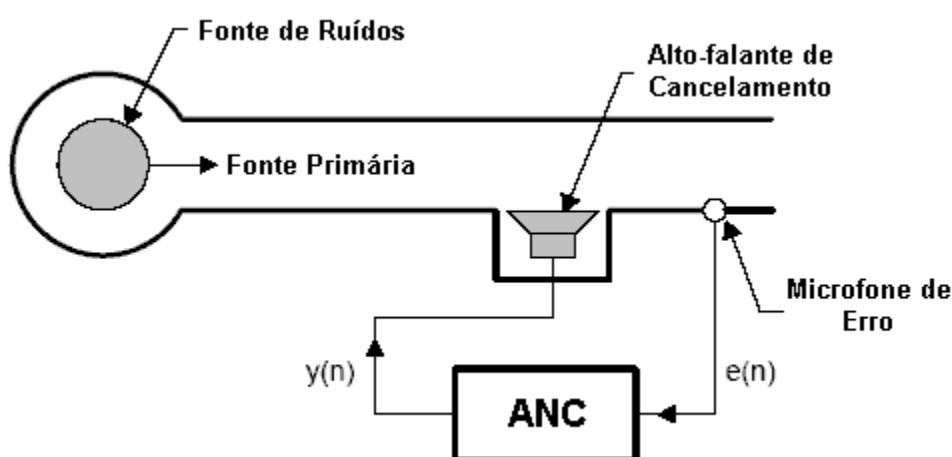 Fonte de Ruídos
Alto-falante de
Cancelamento
Fonte Primária
Microfone de
Erro
y(n)
e(n)
ANC